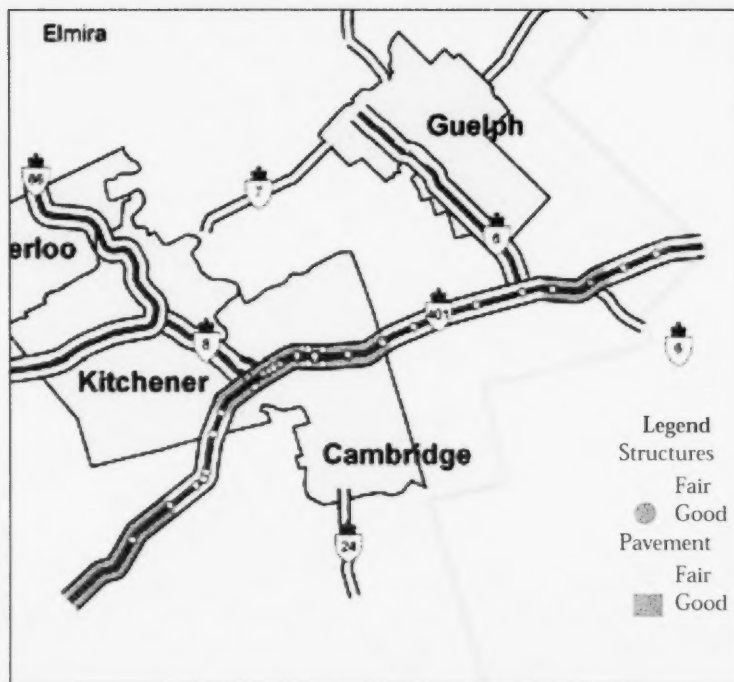 Elmira
Guelph
86
7
6
erloo
401
8
6
Kitchener
Cambridge
24
Legend
Structures
Fair
Good
Pavement
Fair
Good